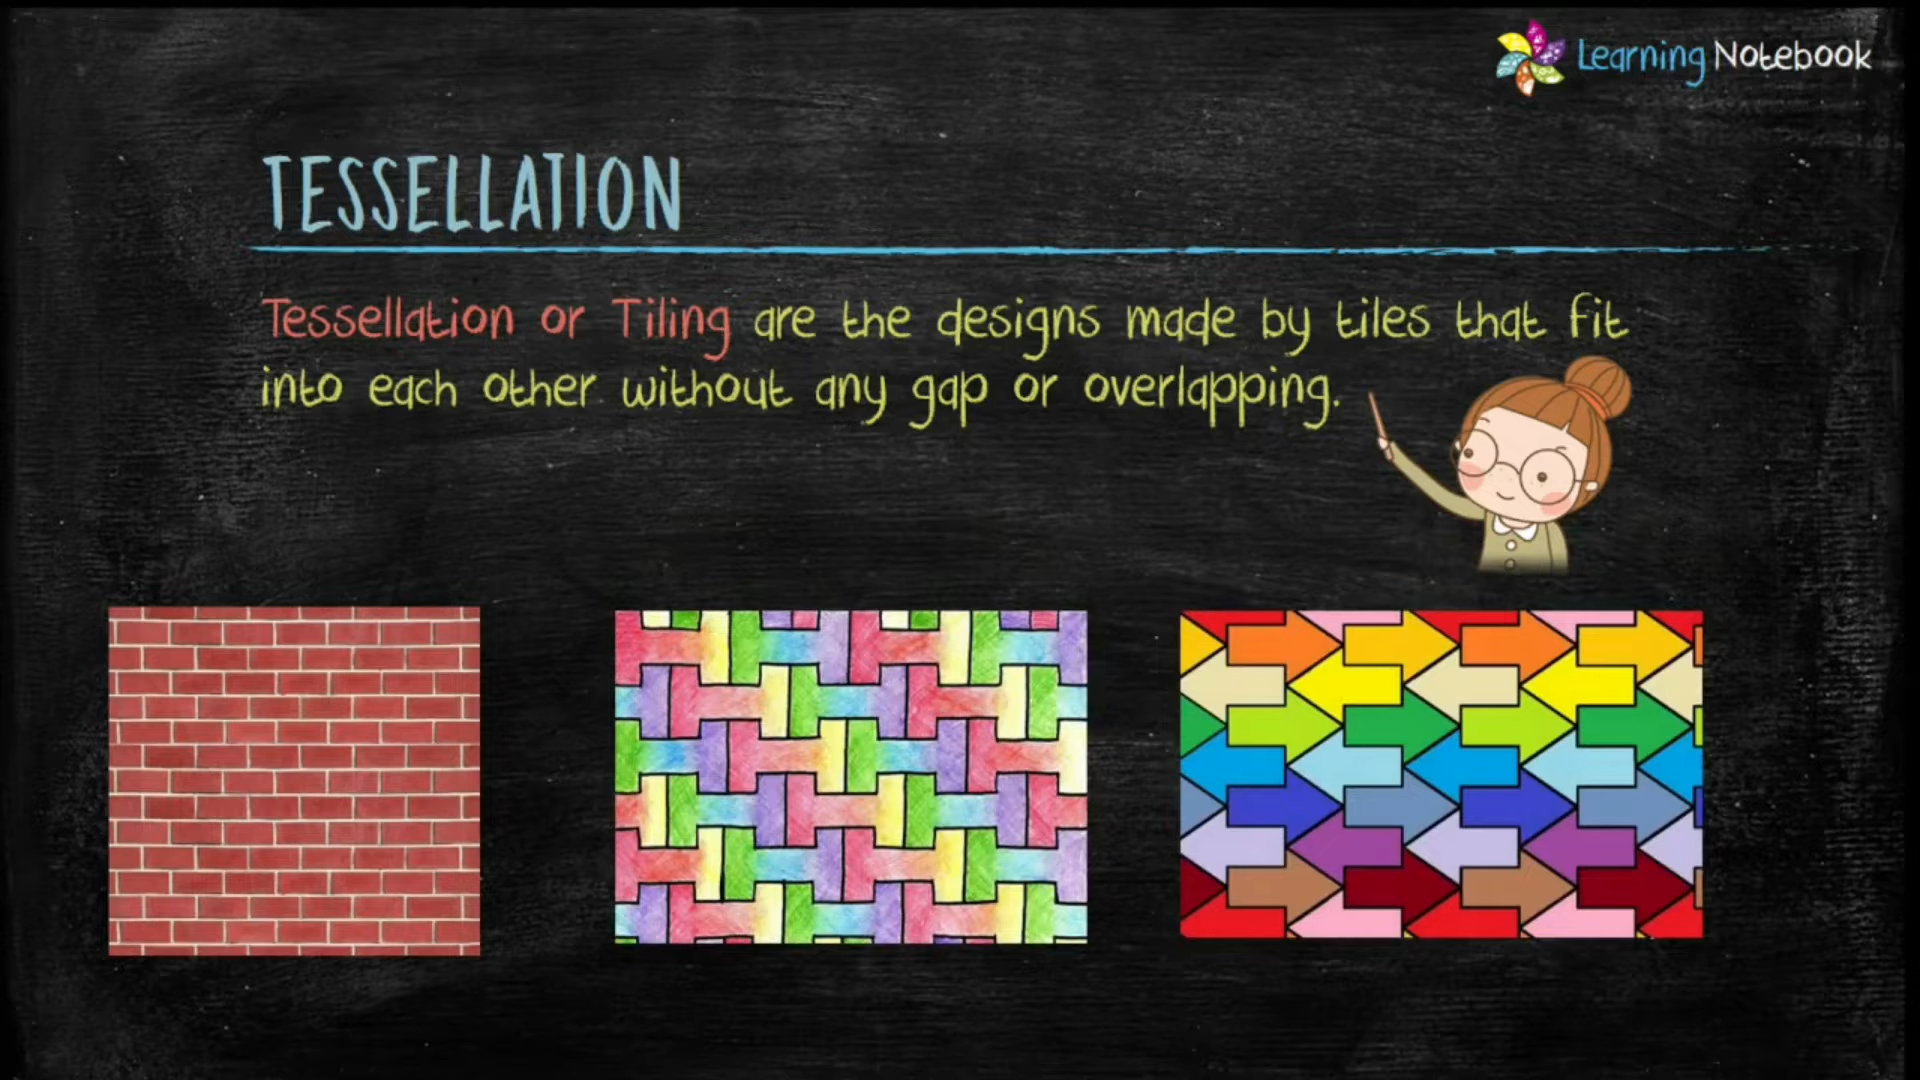 Learning Notebook
TESSELLATION
Tessellation or Tiling are the designs made by tiles that fit
into each other without any gap or overlapping.